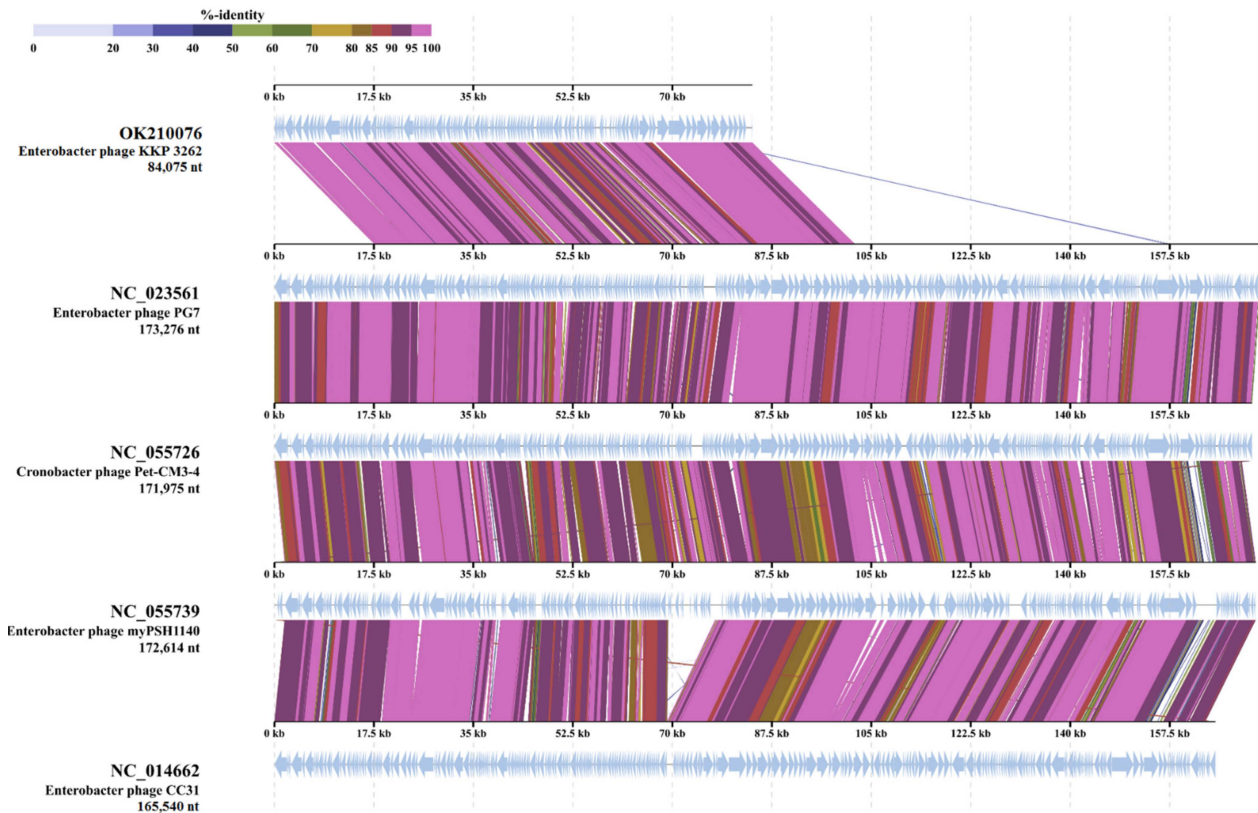 %-identity
0 20 30 40 50 60 70 80 85 90 95 100
0 kb 17.5 kb 35 kb 52.5 kb 70 kb
OK210076
Enterobacter phage KKP 3262
84,075 nt
0 kb 17.5 kb 35 kb 52.5 kb 70 kb 87.5 kb 105 kb 122.5 kb 140 kb 157.5 kb
NC_023561
Enterobacter phage PG7
173,276 nt
0 kb 17.5 kb 35 kb 52.5 kb 70 kb 87.5 kb 105 kb 122.5 kb 140 kb 157.5 kb
NC_055726
Cronobacter phage Pet-CM3-4
171,975 nt
0 kb 17.5 kb 35 kb 52.5 kb 70 kb 87.5 kb 105 kb 122.5 kb 140 kb 157.5 kb
NC_055739
Enterobacter phage myPSH1140
172,614 nt
0 kb 17.5 kb 35 kb 52.5 kb 70 kb 87.5 kb 105 kb 122.5 kb 140 kb 157.5 kb
NC_014662
Enterobacter phage CC31
165,540 nt